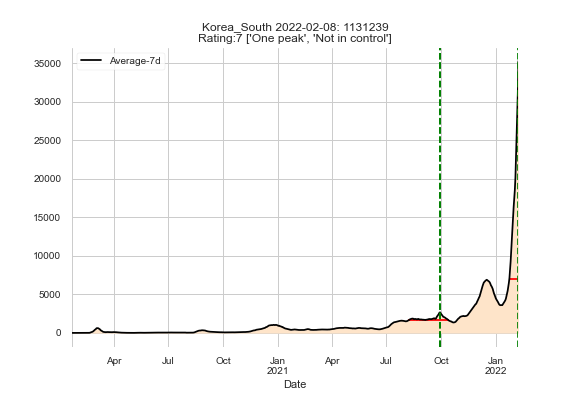 Korea_South 2022-02-08: 1131239
Rating:7 ['One peak', 'Not in control']
Average-7d
35000
30000
25000
20000
15000
10000
5000
0
Apr Jul Oct Jan Apr Jul Oct Jan
2021 2022
Date